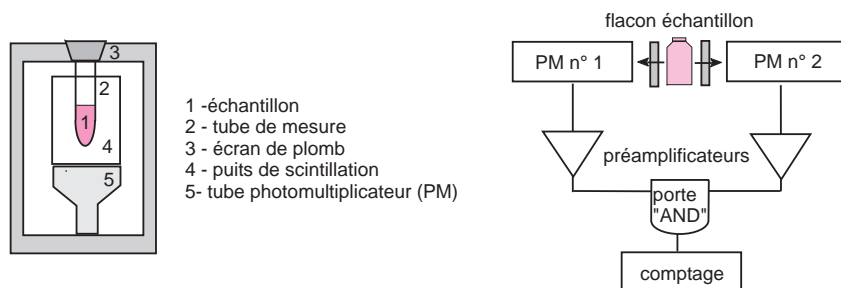 3
2
1
4
5
1 -échantillon
2 - tube de mesure
3 - écran de plomb
4 - puits de scintillation
5- tube photomultiplicateur (PM)
flacon échantillon
PM n° 1
PM n° 2
préamplificateurs
porte
"AND"
comptage